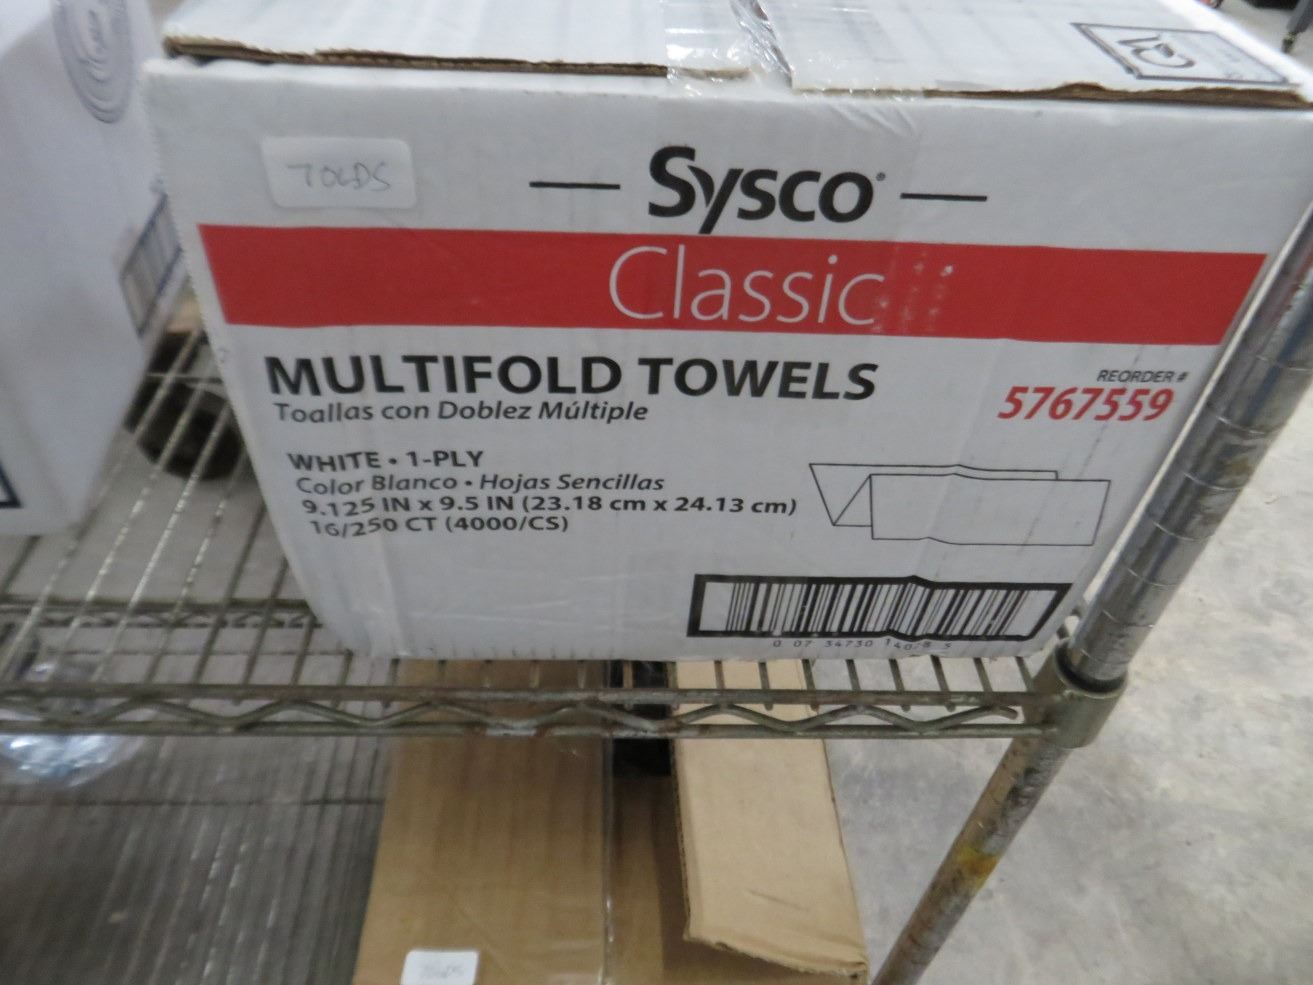 Sysco
Classic
MULTIFOLD TOWELS
Toallas con Doblez Múltiple
REORDER #
5767559
WHITE • 1-PLY
Color Blanco • Hojas Sencillas
9.125 IN x 9.5 IN (23.18 cm x 24.13 cm)
16/250 CT (4000/CS)